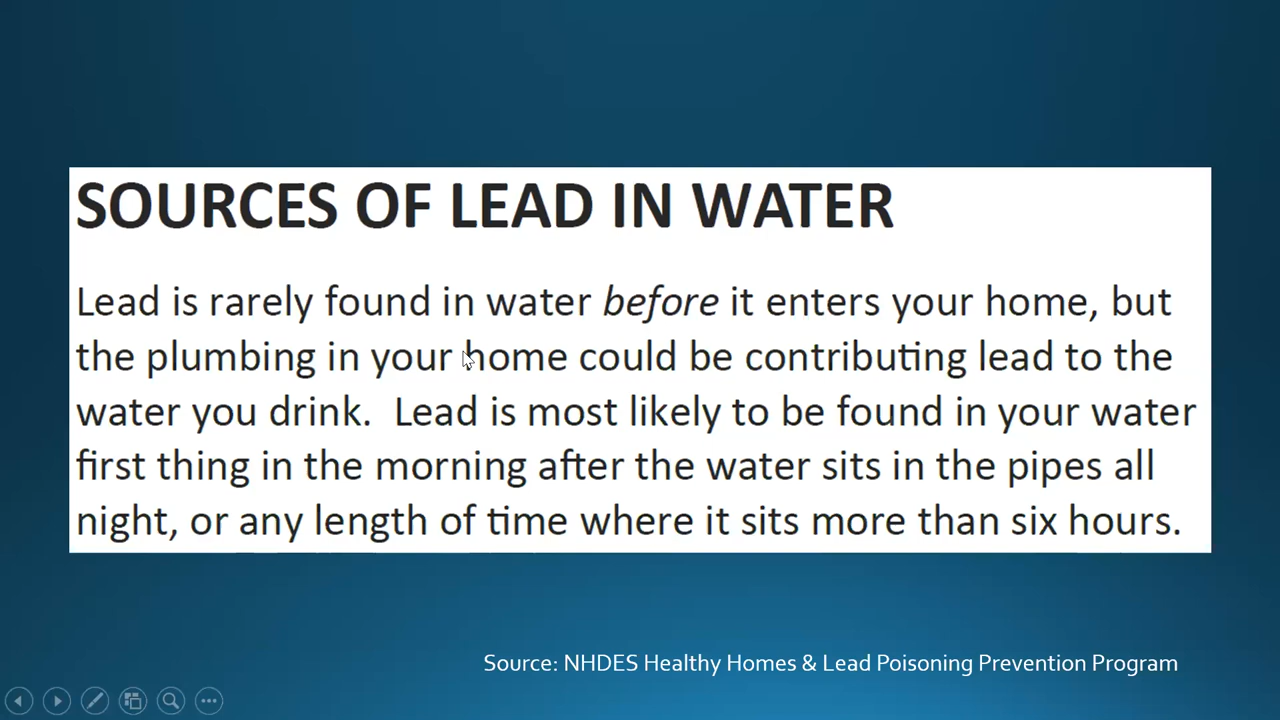 SOURCES OF LEAD IN WATER
Lead is rarely found in water before it enters your home, but
the plumbing in your home could be contributing lead to the
water you drink.  Lead is most likely to be found in your water
first thing in the morning after the water sits in the pipes all
night, or any length of time where it sits more than six hours.
Source: NHDES Healthy Homes & Lead Poisoning Prevention Program